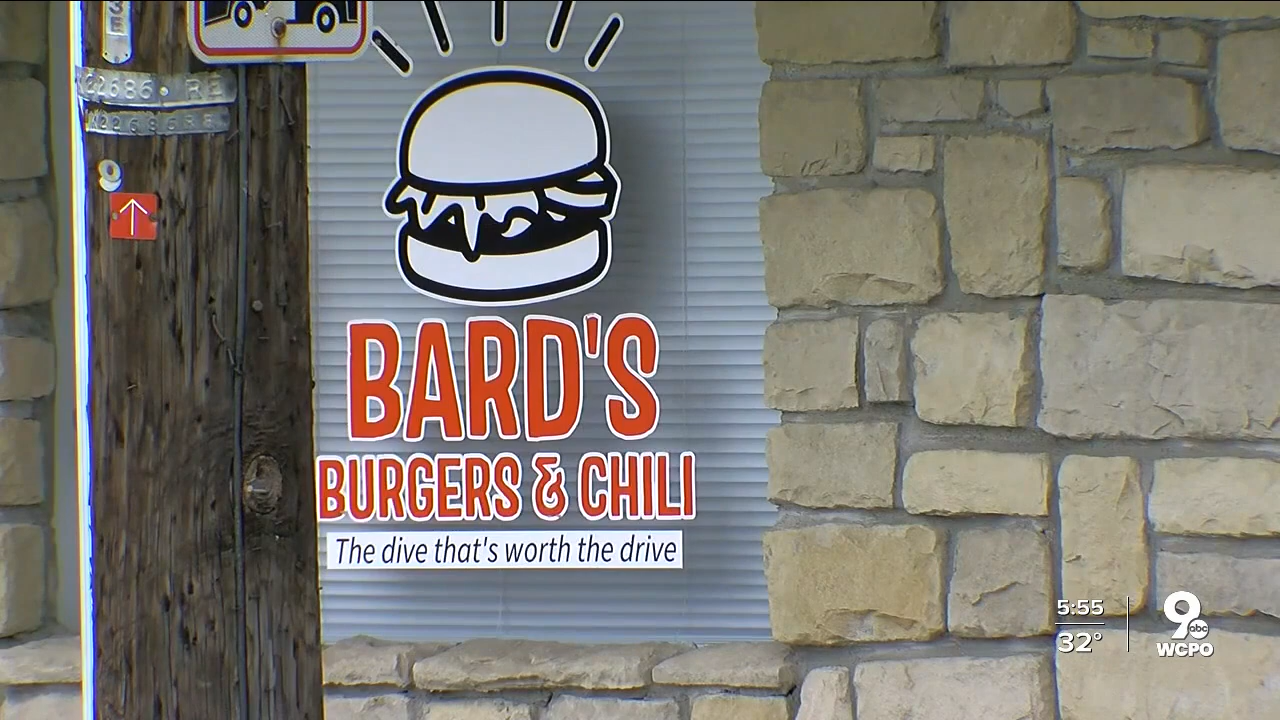 22686. RE
BARD'S
BURGERS & CHILI
The dive that's worth the drive
5:55
32°
9
abc
WCPO